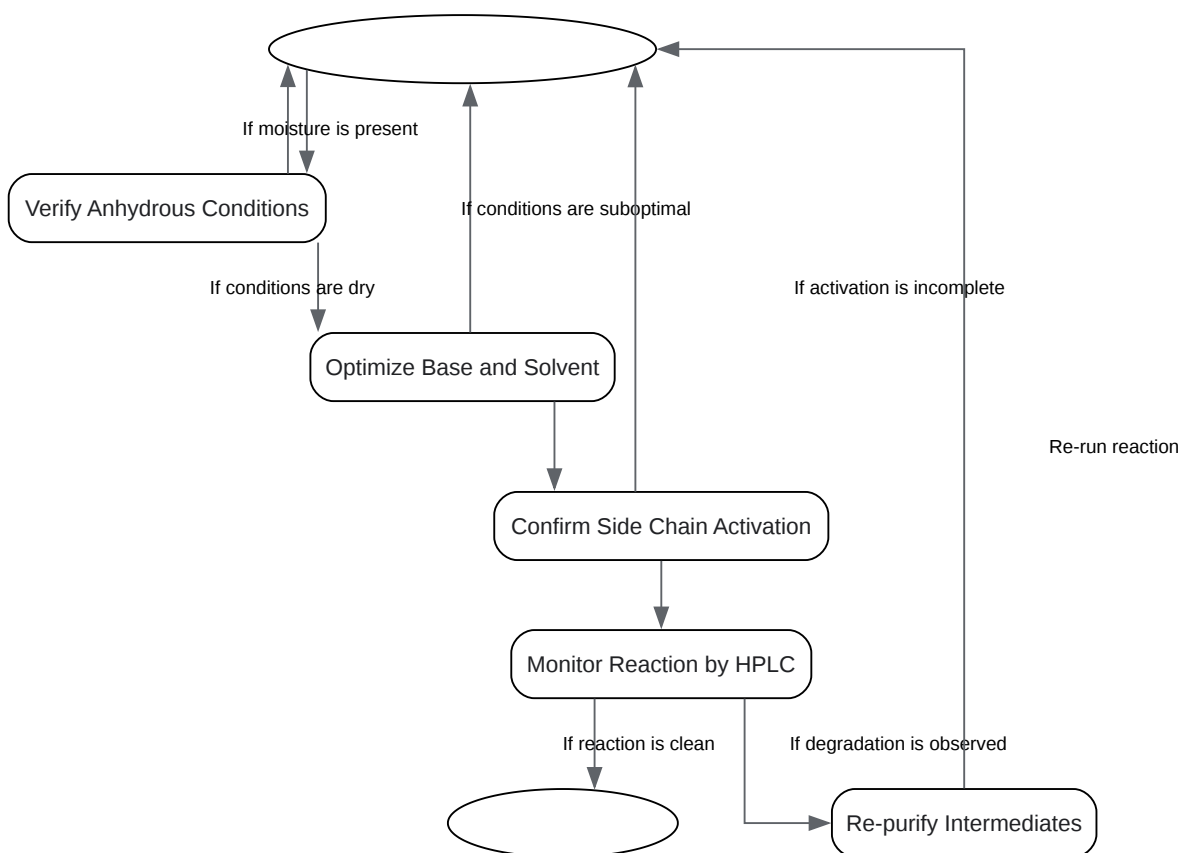 If moisture is present
Verify Anhydrous Conditions
If conditions are suboptimal
If conditions are dry
If activation is incomplete
Optimize Base and Solvent
Re-run reaction
Confirm Side Chain Activation
Monitor Reaction by HPLC
If reaction is clean
If degradation is observed
Re-purify Intermediates